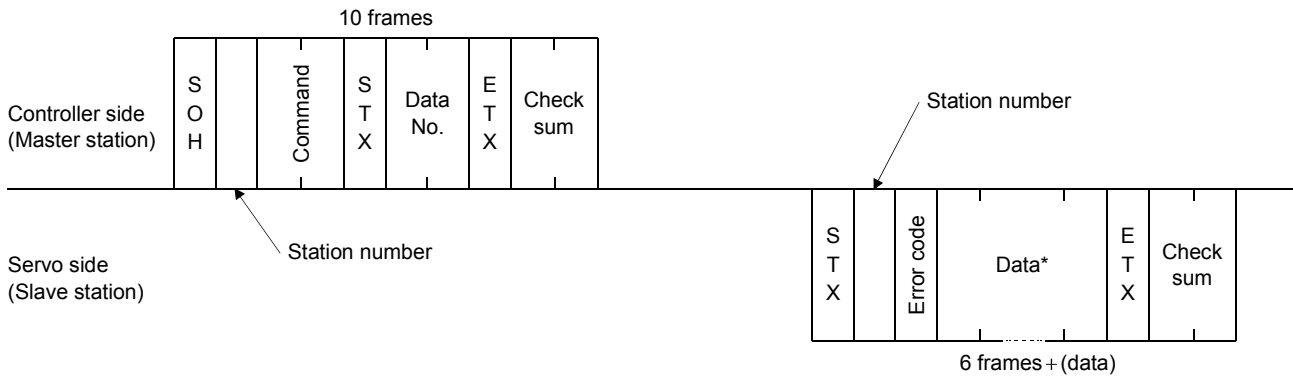 10 frames
Controller side
(Master station)
S
O
H
Command
S
T
X
Data
No.
E
T
X
Check
sum
Station number
Station number
Servo side
(Slave station)
S
T
X
Error code
Data*
E
T
X
Check
sum
6 frames + (data)